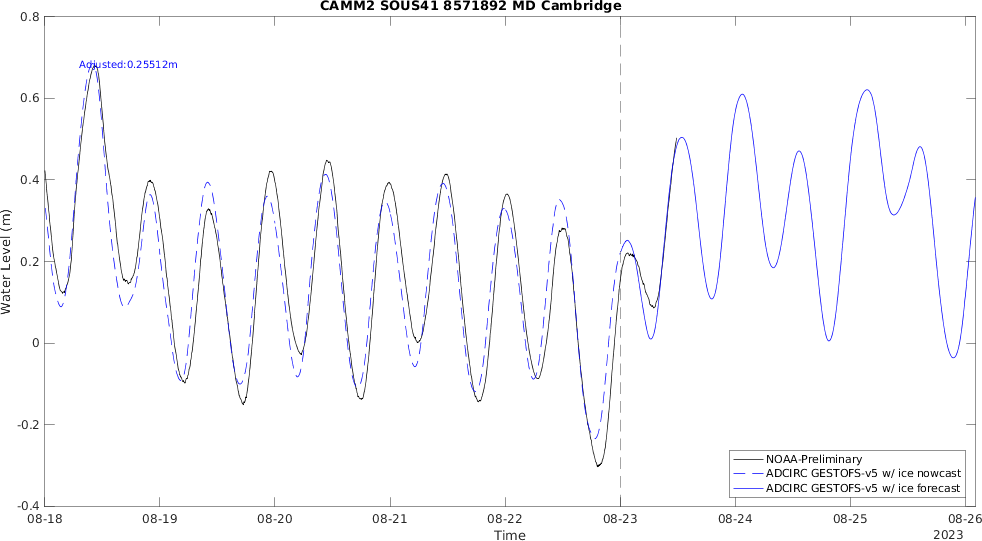 CAMM2 SOUS41 8571892 MD Cambridge
0.8
0.6
0.4
0.2
0
-0.2
-0.4
Water Level (m)
Adjusted:0.25512m
NOAA-Preliminary
ADCIRC GESTOFS-v5 w/ ice nowcast
ADCIRC GESTOFS-v5 w/ ice forecast
08-18 08-19 08-20 08-21 08-22 08-23 08-24 08-25 08-26
Time
2023